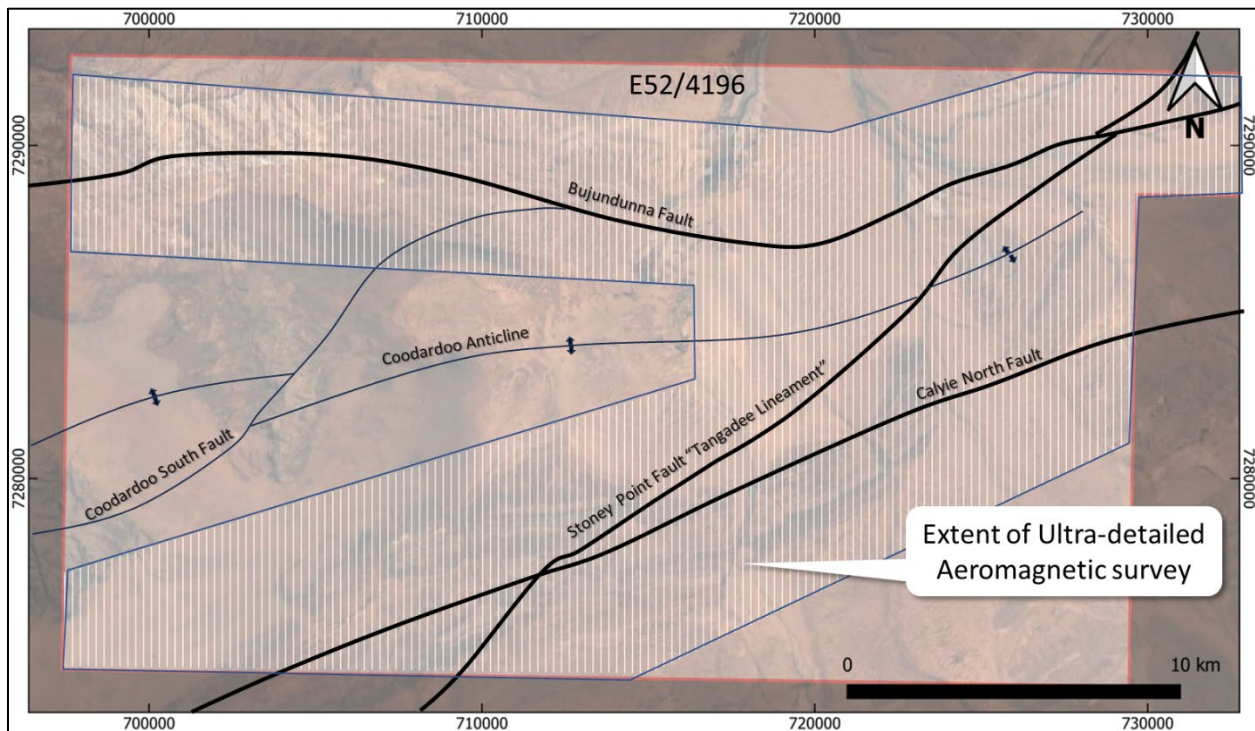 700000
710000
720000
730000
E52/4196
N
7290000
7290000
Bujundunna Fault
Coodardoo Anticline
Calyie North Fault
Stoney Point Fault “Tangadee Lineament”
Coodardoo South Fault
7280000
7280000
Extent of Ultra-detailed
Aeromagnetic survey
0
10 km
700000
710000
720000
730000